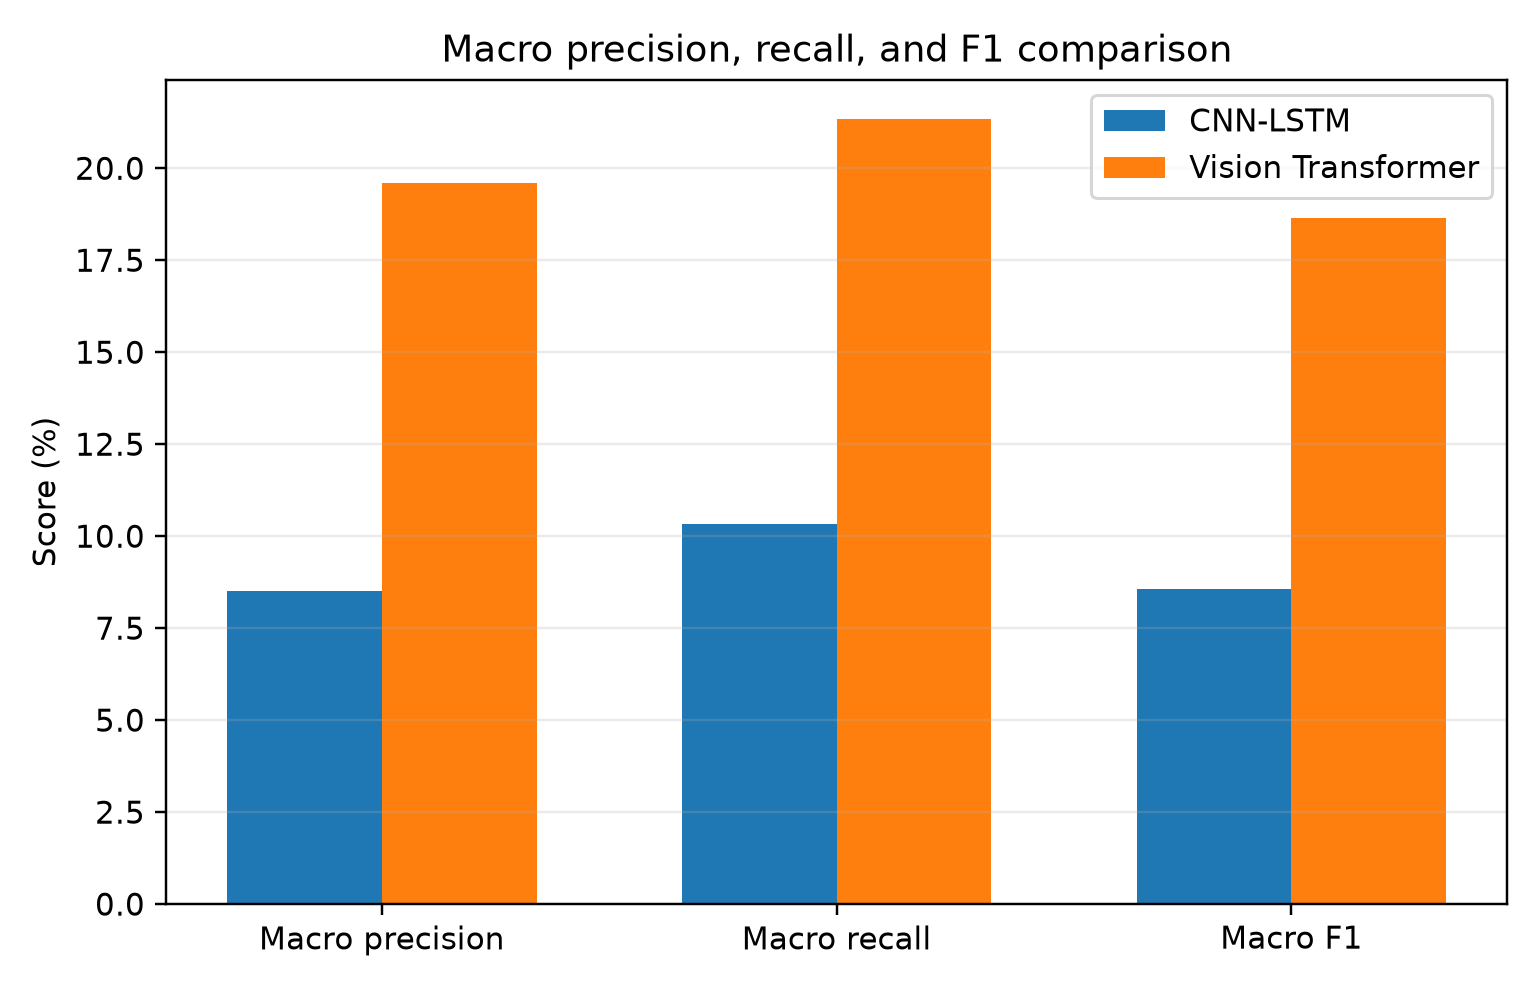 Macro precision, recall, and F1 comparison
CNN-LSTM
Vision Transformer
Score (%)
20.0
17.5
15.0
12.5
10.0
7.5
5.0
2.5
0.0
Macro precision
Macro recall
Macro F1